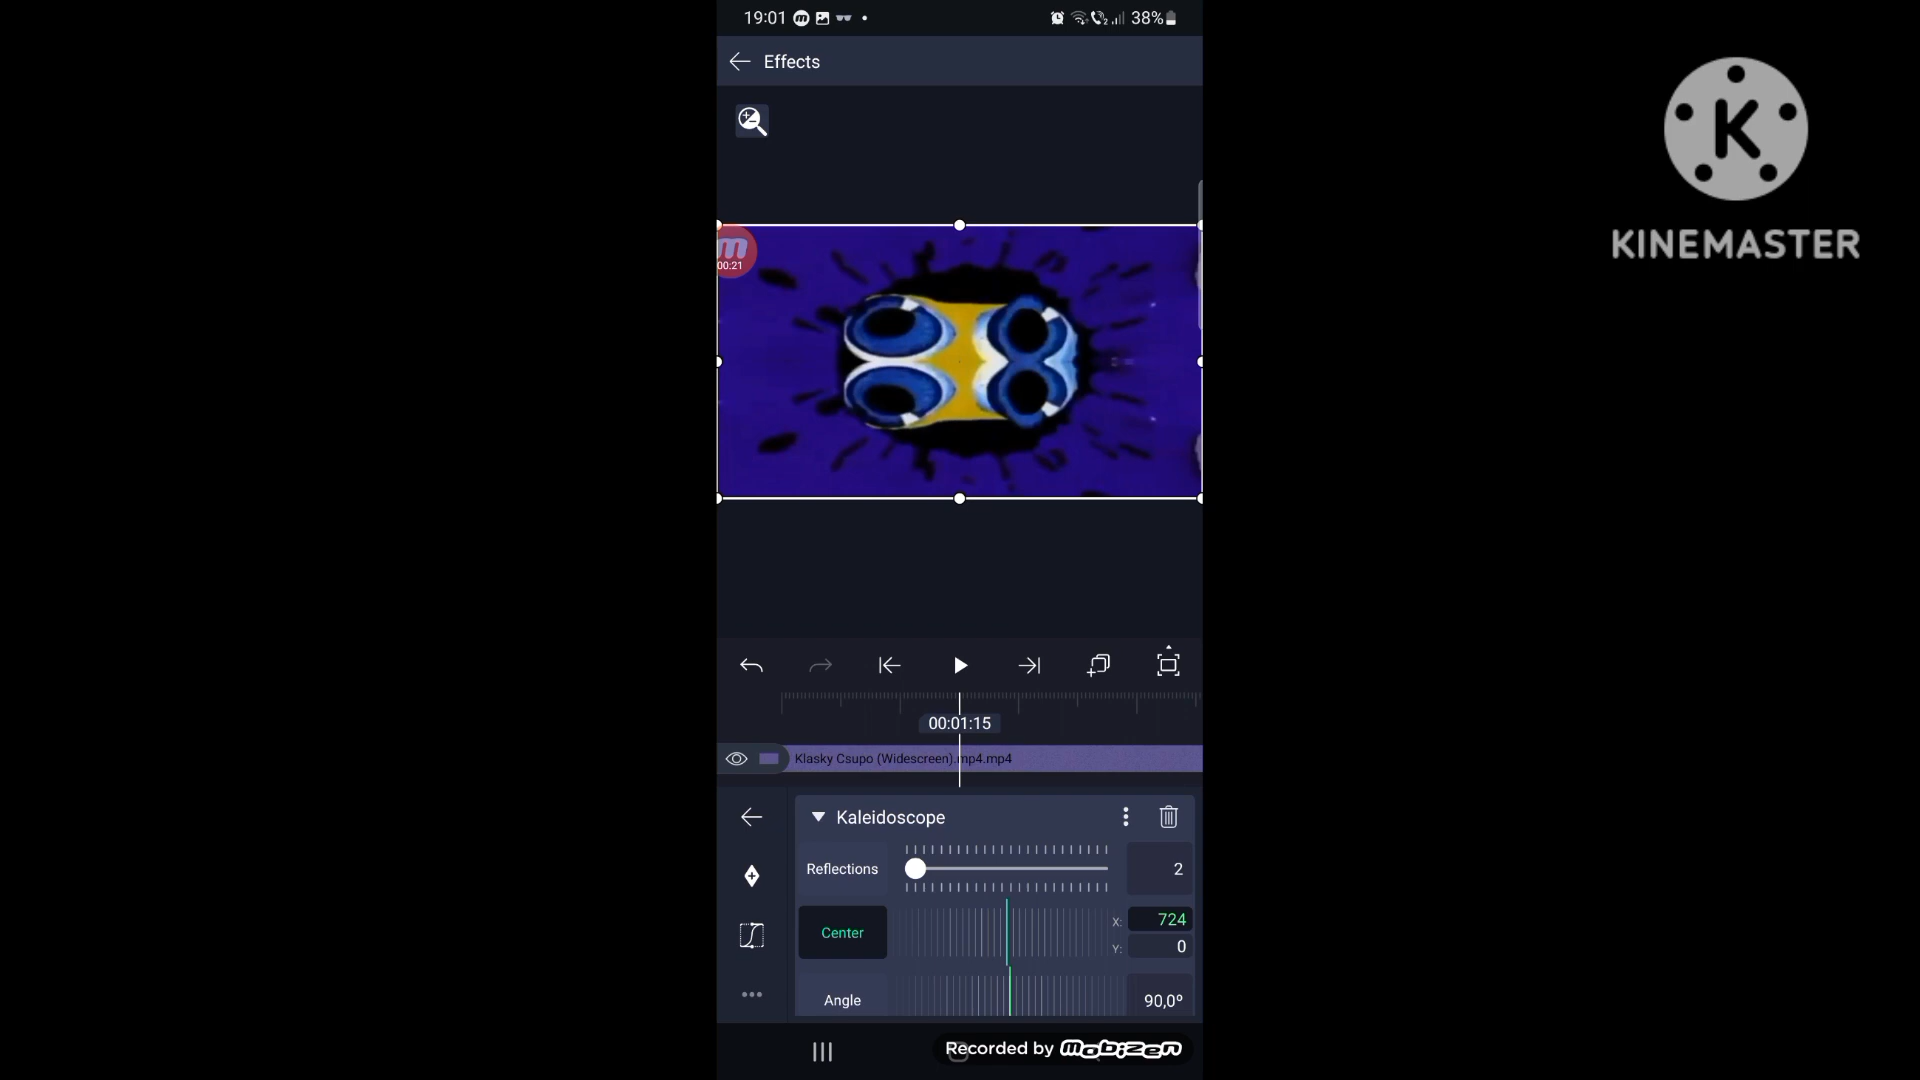 19:01
38%
Effects
K
KINEMASTER
m
00:21
00:01:15
Klasky Csupo (Widescreen).mp4.mp4
Kaleidoscope
Reflections
2
Center
X: 724
Y: 0
Angle
90,0º
Recorded by Mobizen